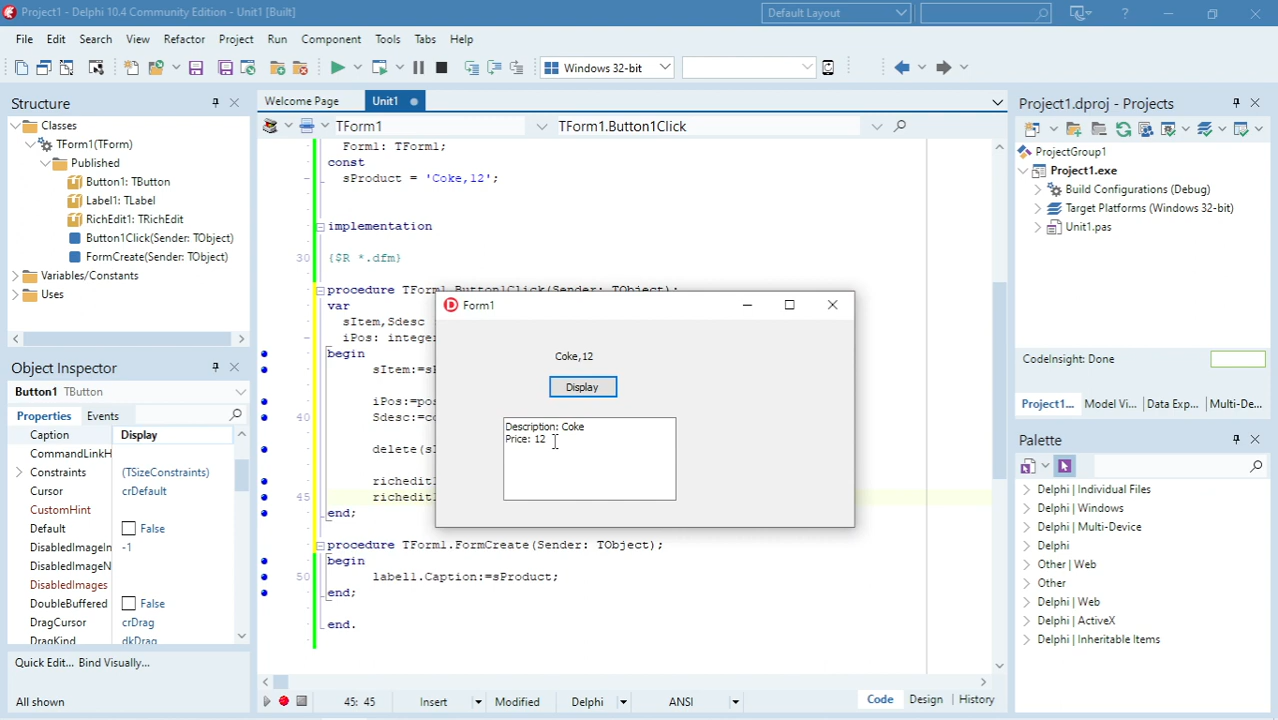 Project1 - Delphi 10.4 Community Edition - Unit1 [Built]
Default Layout
File Edit Search View Refactor Project Run Component Tools Tabs Help
Windows 32-bit
Structure
Classes
TForm1(TForm)
Published
Button1: TButton
Label1: TLabel
RichEdit1: TRichEdit
Button1Click(Sender: TObject)
FormCreate(Sender: TObject)
Variables/Constants
Uses
Object Inspector
Button1 TButton
Properties Events
Caption Display
CommandLinkH
Constraints (TSizeConstraints)
Cursor crDefault
CustomHint
Default False
DisabledImageIn -1
DisabledImageN
DisabledImages
DoubleBuffered False
DragCursor crDrag
DragKind dkDrag
Quick Edit... Bind Visually...
All shown
Welcome Page Unit1
TForm1 TForm1.Button1Click
Form1: TForm1;
const
sProduct = 'Coke,12';
implementation
30 {$R *.dfm}
procedure TForm1.Button1Click(Sender: TObject);
var
sItem,Sdesc
iPos: integer
begin
sItem:=sP
iPos:=pos
40 Sdesc:=co
delete(sI
richedit1
45 richedit1
end;
procedure TForm1.FormCreate(Sender: TObject);
begin
50 label1.Caption:=sProduct;
end;
end.
Form1
Coke,12
Display
Description: Coke
Price: 12
45: 45 Insert Modified Delphi ANSI Code Design History
Project1.dproj - Projects
ProjectGroup1
Project1.exe
Build Configurations (Debug)
Target Platforms (Windows 32-bit)
Unit1.pas
CodeInsight: Done
Project1... Model Vi... Data Exp... Multi-De...
Palette
Delphi | Individual Files
Delphi | Windows
Delphi | Multi-Device
Delphi
Other | Web
Other
Delphi | Web
Delphi | ActiveX
Delphi | Inheritable Items